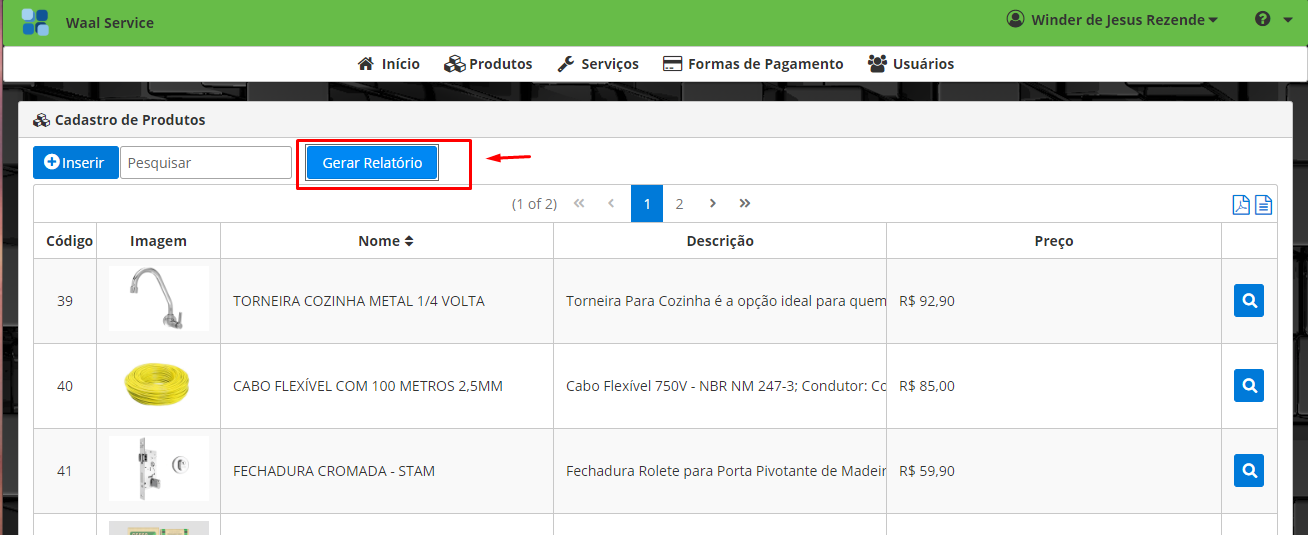 Waal Service
Winder de Jesus Rezende
Início Produtos Serviços Formas de Pagamento Usuários
Cadastro de Produtos
Inserir Pesquisar Gerar Relatório
(1 of 2) 1 2
Código Imagem Nome Descrição Preço
39 TORNEIRA COZINHA METAL 1/4 VOLTA Torneira Para Cozinha é a opção ideal para quem R$ 92,90
40 CABO FLEXÍVEL COM 100 METROS 2,5MM Cabo Flexível 750V - NBR NM 247-3; Condutor: Co R$ 85,00
41 FECHADURA CROMADA - STAM Fechadura Rolete para Porta Pivotante de Madeir R$ 59,90